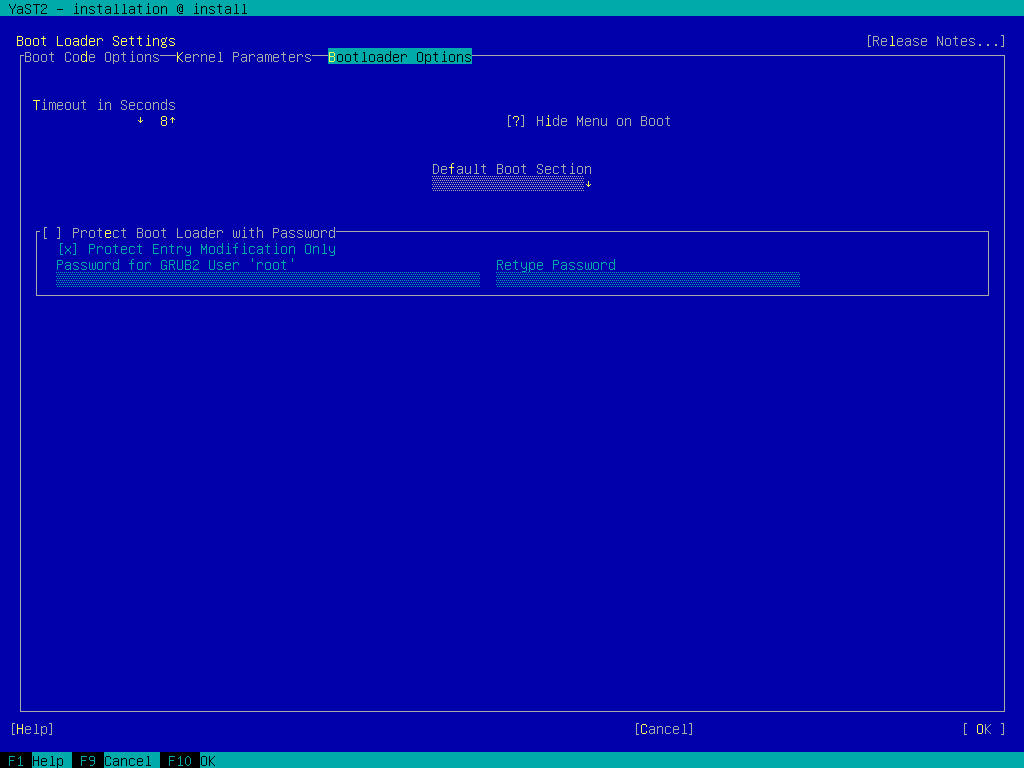 YaST2 - installation @ install
Boot Loader Settings [Release Notes...]
Boot Code Options Kernel Parameters Bootloader Options
Timeout in Seconds
↓ 8↑ [?] Hide Menu on Boot
Default Boot Section
↓
[ ] Protect Boot Loader with Password
[x] Protect Entry Modification Only
Password for GRUB2 User 'root' Retype Password
[Help] [Cancel] [ OK ]
F1 Help F9 Cancel F10 OK